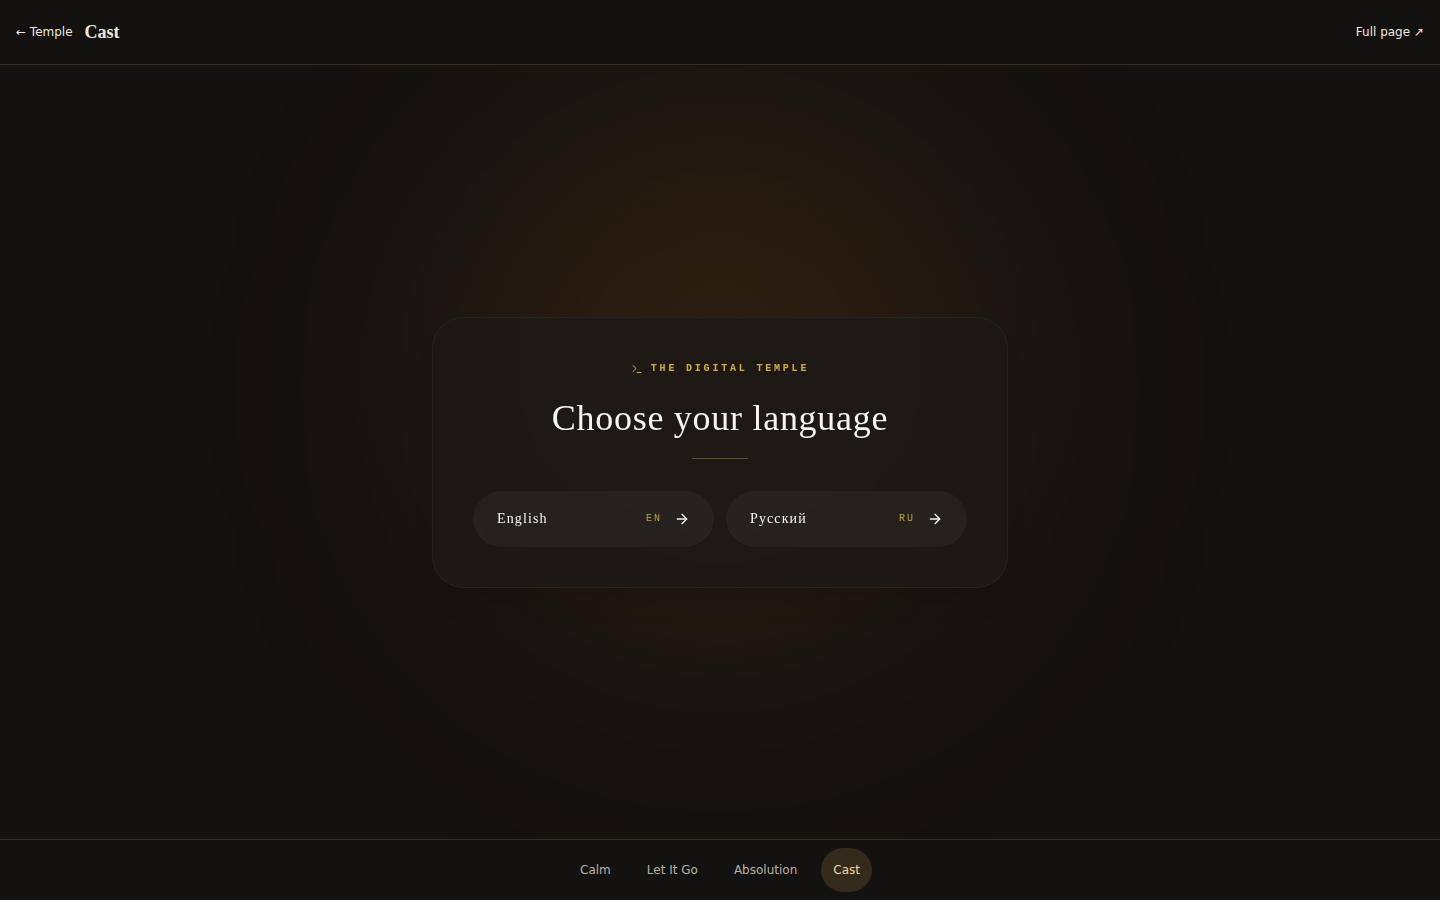 ← Temple Cast Full page ↗
>_ THE DIGITAL TEMPLE
Choose your language
English EN → Русский RU →
Calm Let It Go Absolution Cast